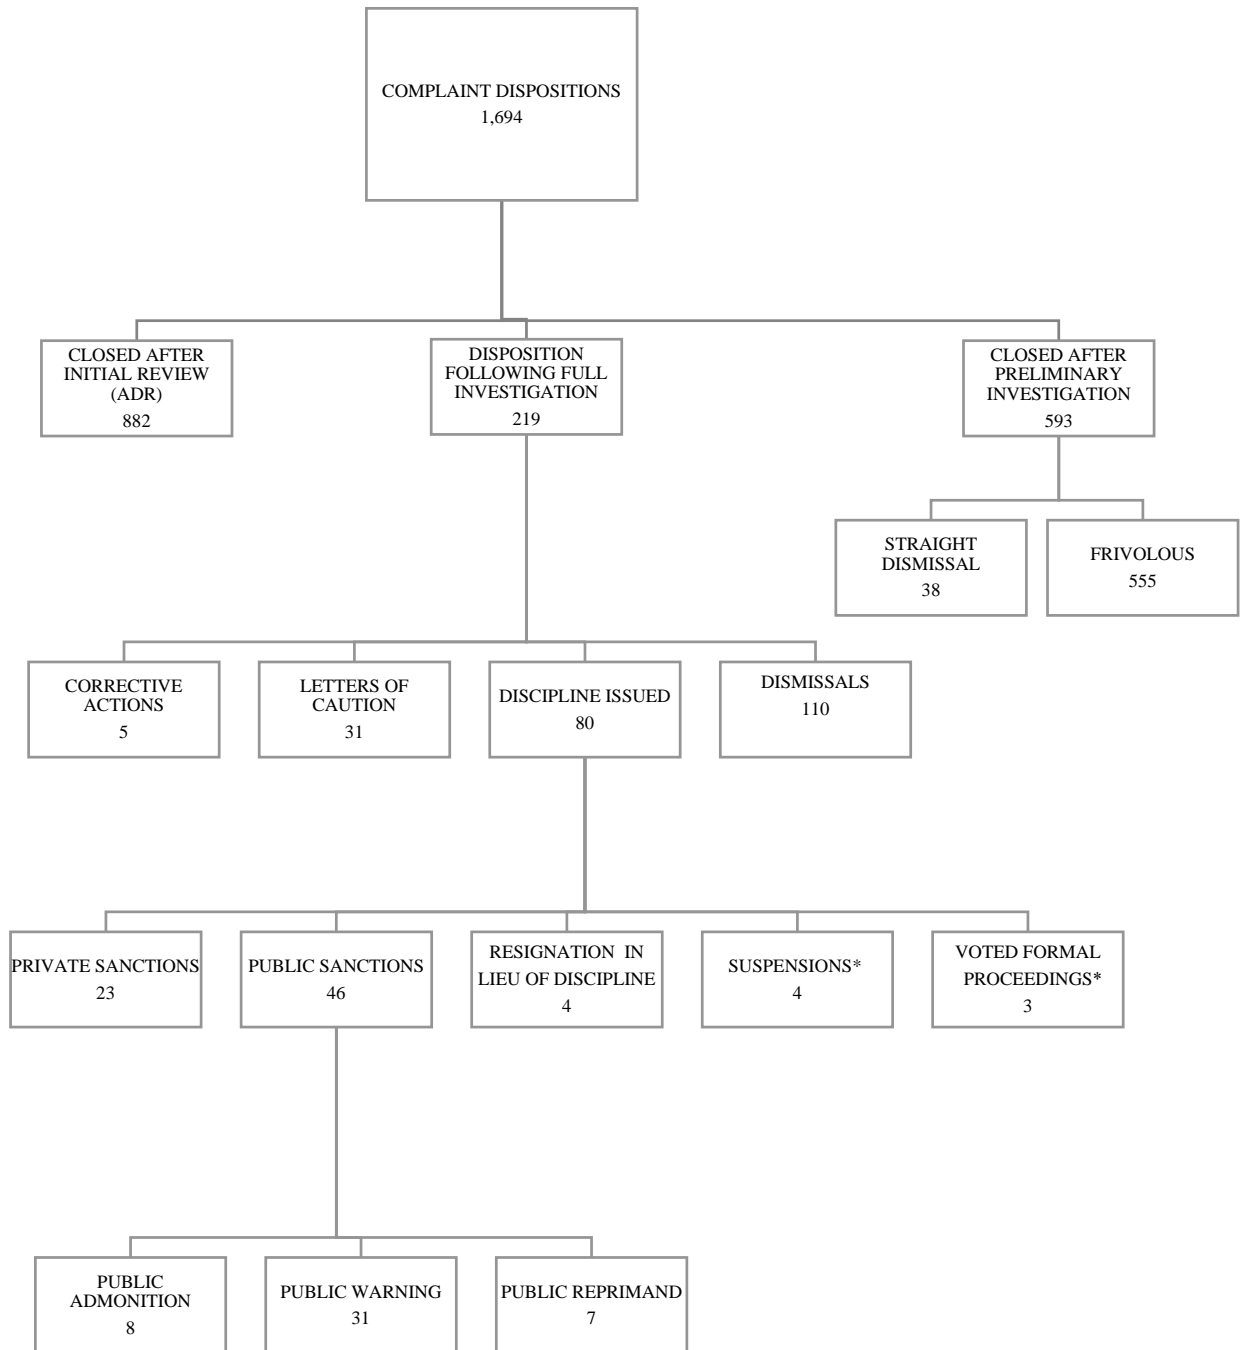 COMPLAINT DISPOSITIONS
1,694
CLOSED AFTER
INITIAL REVIEW
(ADR)
882
DISPOSITION
FOLLOWING FULL
INVESTIGATION
219
CLOSED AFTER
PRELIMINARY
INVESTIGATION
593
STRAIGHT
DISMISSAL
38
FRIVOLOUS
555
CORRECTIVE
ACTIONS
5
LETTERS OF
CAUTION
31
DISCIPLINE ISSUED
80
DISMISSALS
110
PRIVATE SANCTIONS
23
PUBLIC SANCTIONS
46
RESIGNATION IN
LIEU OF DISCIPLINE
4
SUSPENSIONS*
4
VOTED FORMAL
PROCEEDINGS*
3
PUBLIC
ADMONITION
8
PUBLIC WARNING
31
PUBLIC REPRIMAND
7